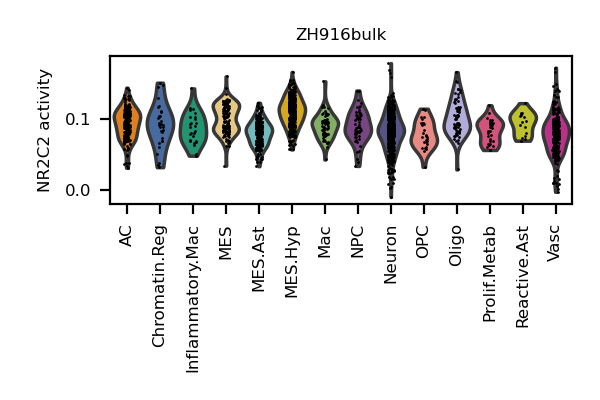 ZH916bulk
NR2C2 activity
0.1
0.0
AC
Chromatin.Reg
Inflammatory.Mac
MES
MES.Ast
MES.Hyp
Mac
NPC
Neuron
OPC
Oligo
Prolif.Metab
Reactive.Ast
Vasc